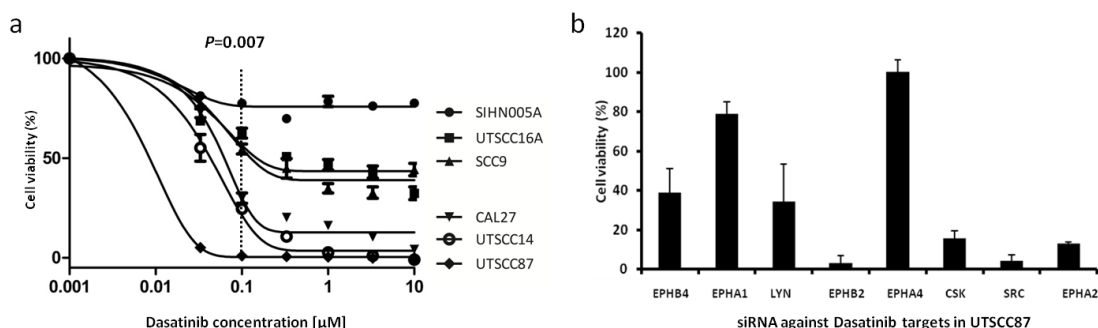 a
P=0.007
100
50
0
Cell viability (%)
0.001 0.01 0.1 1 10
Dasatinib concentration [µM]
SIHN005A
UTSCC16A
SCC9
CAL27
UTSCC14
UTSCC87
b
120
100
80
60
40
20
0
Cell viability (%)
EPHB4 EPHA1 LYN EPHB2 EPHA4 CSK SRC EPHA2
siRNA against Dasatinib targets in UTSCC87